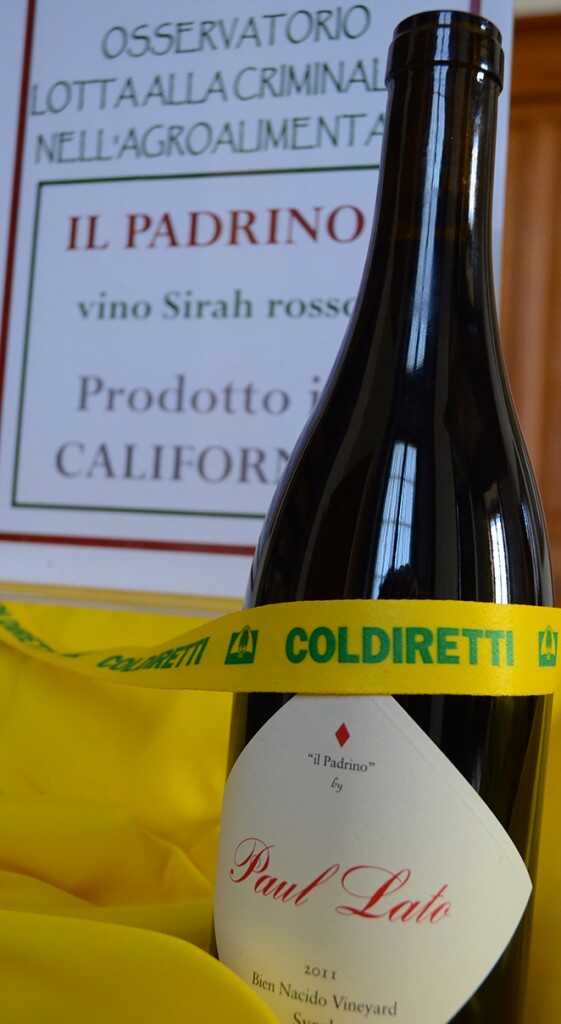 OSSERVATORIO
LOTTA ALLA CRIMINAL
NELL'AGROALIMENTA
IL PADRINO
vino Sirah rosso
Prodotto i
CALIFORN
COLDIRETTI COLDIRETTI
"il Padrino"
by
Paul Lato
2011
Bien Nacido Vineyard